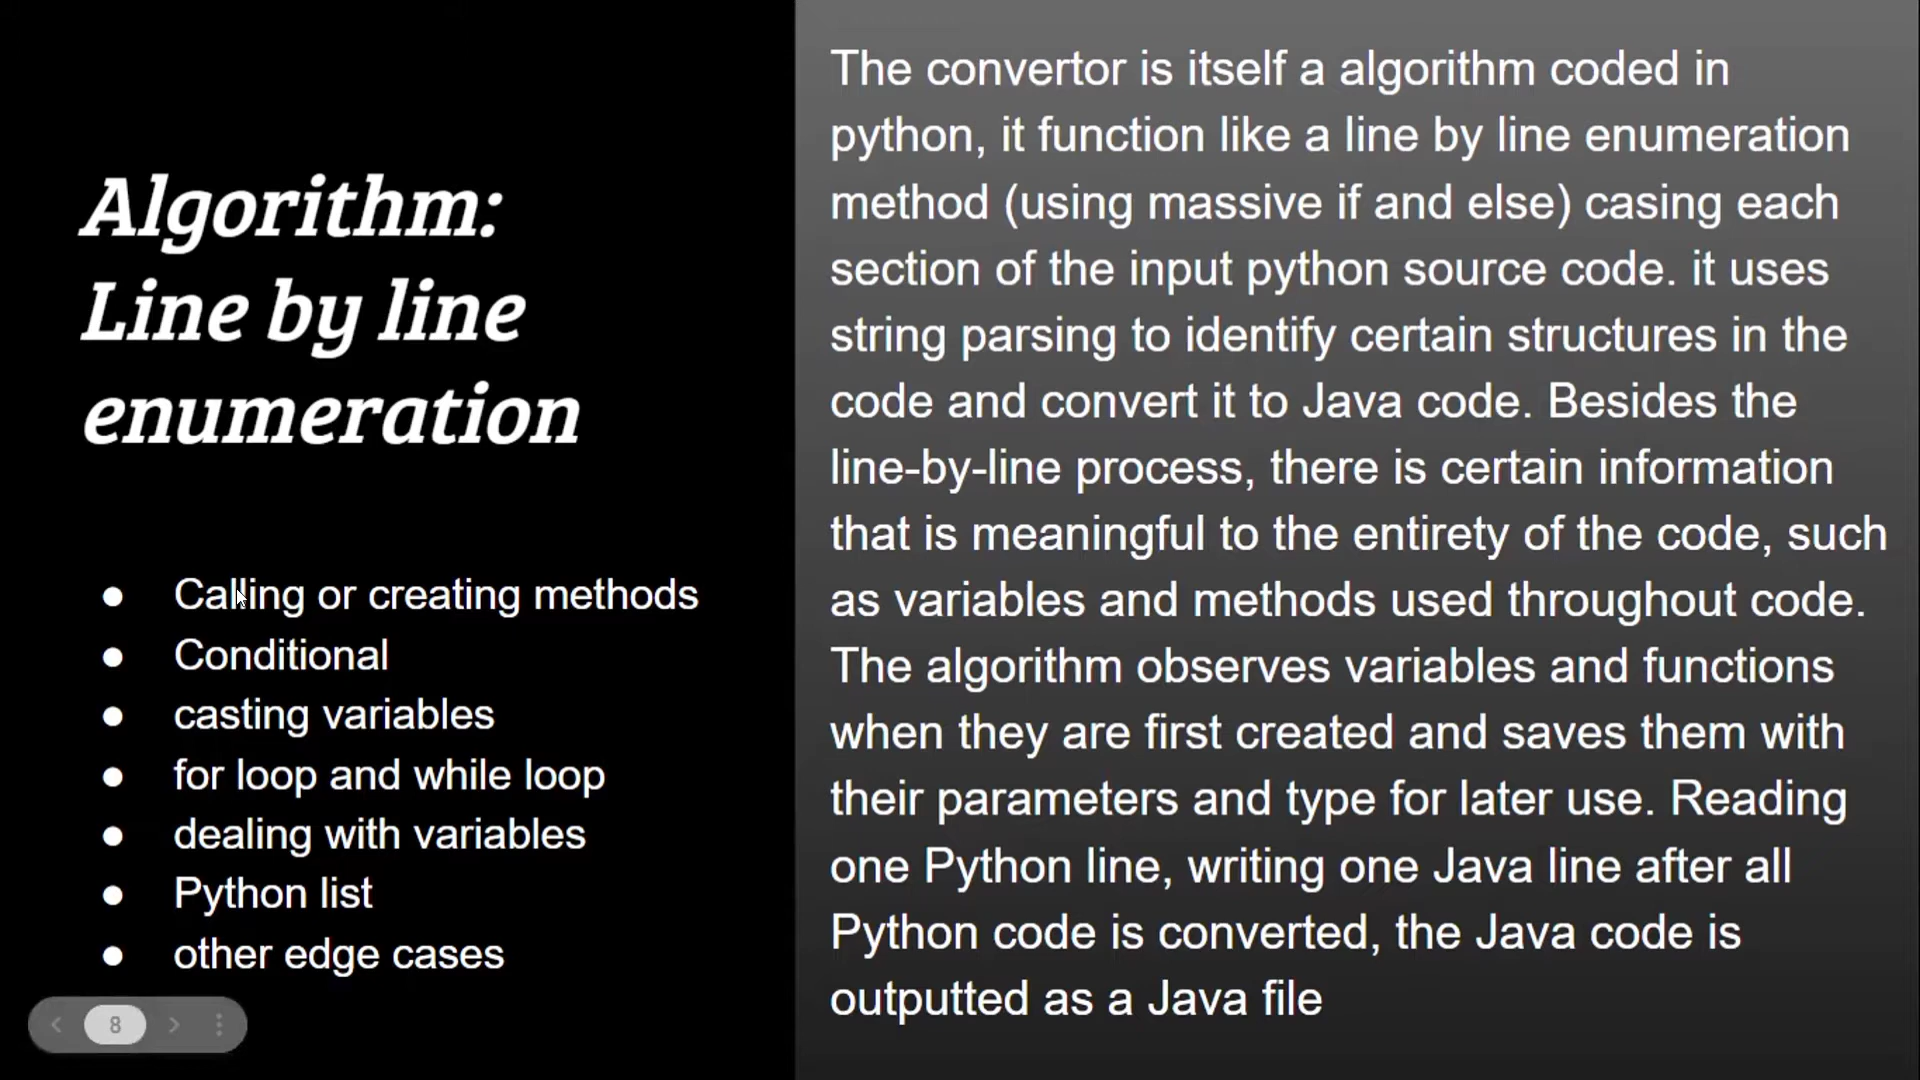 Algorithm:
Line by line
enumeration
● Calling or creating methods
● Conditional
● casting variables
● for loop and while loop
● dealing with variables
● Python list
● other edge cases
8
The convertor is itself a algorithm coded in
python, it function like a line by line enumeration
method (using massive if and else) casing each
section of the input python source code. it uses
string parsing to identify certain structures in the
code and convert it to Java code. Besides the
line-by-line process, there is certain information
that is meaningful to the entirety of the code, such
as variables and methods used throughout code.
The algorithm observes variables and functions
when they are first created and saves them with
their parameters and type for later use. Reading
one Python line, writing one Java line after all
Python code is converted, the Java code is
outputted as a Java file